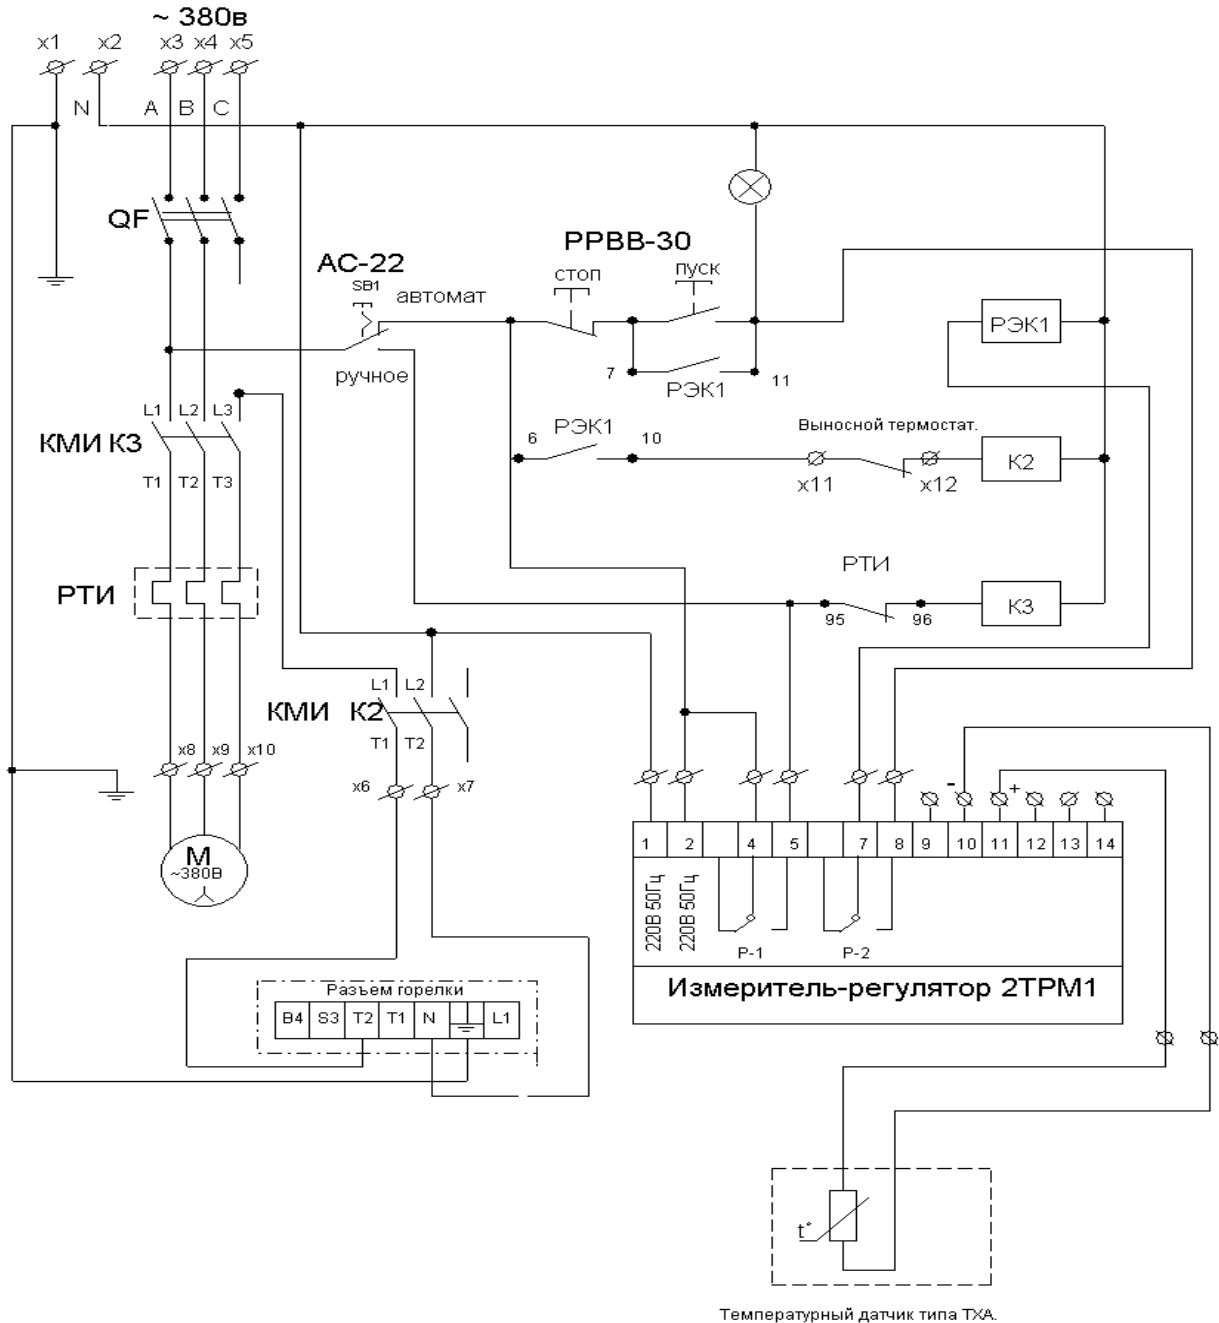 ~ 380в
x1 x2 x3 x4 x5
N A B C
QF
АС-22
SB1
автомат
ручное
РРВВ-30
стоп пуск
7 РЭК1 11
РЭК1
L1 L2 L3
КМИ К3
T1 T2 T3
6 РЭК1 10
Выносной термостат.
x11 x12
К2
РТИ
РТИ
95 96
К3
L1 L2
КМИ К2
T1 T2
x8 x9 x10
x6 x7
М
~380В
- +
1 2 4 5 7 8 9 10 11 12 13 14
220В 50Гц
220В 50Гц
Р-1 Р-2
Измеритель-регулятор 2ТРМ1
Разъем горелки
B4 S3 T2 T1 N L1
t°
Температурный датчик типа ТХА.